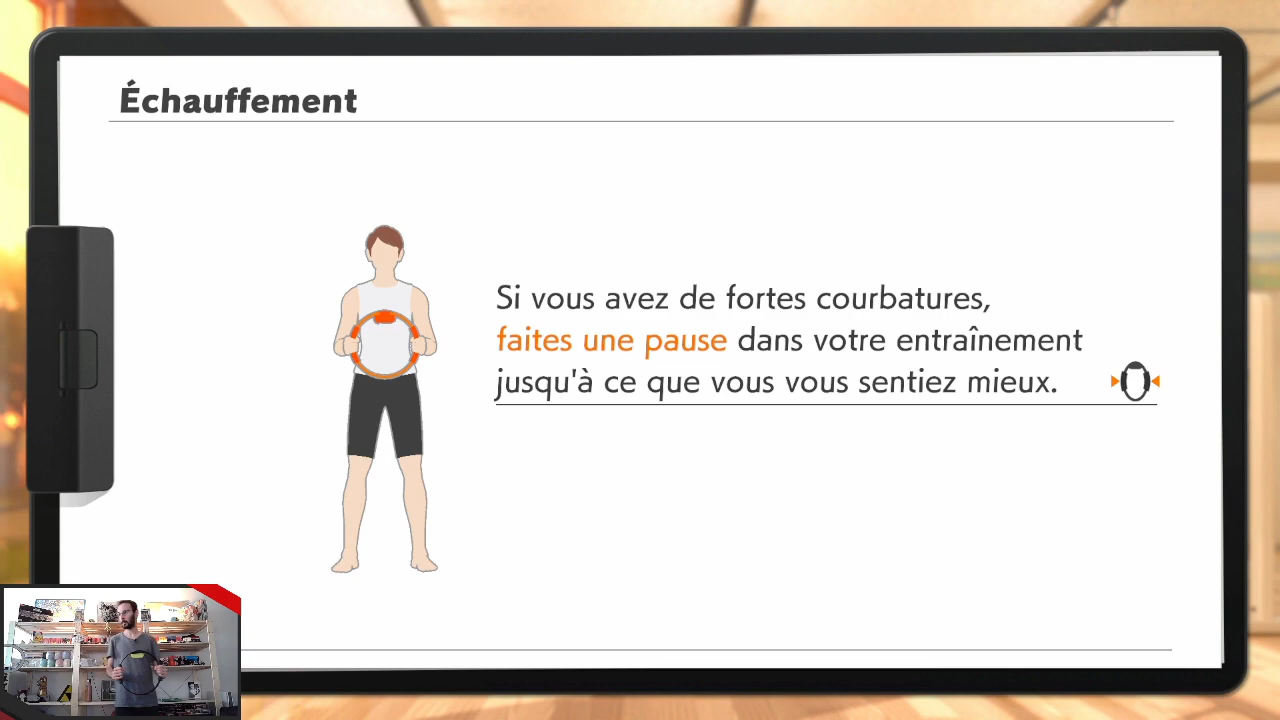 Échauffement
Si vous avez de fortes courbatures,
faites une pause dans votre entraînement
jusqu'à ce que vous vous sentiez mieux.